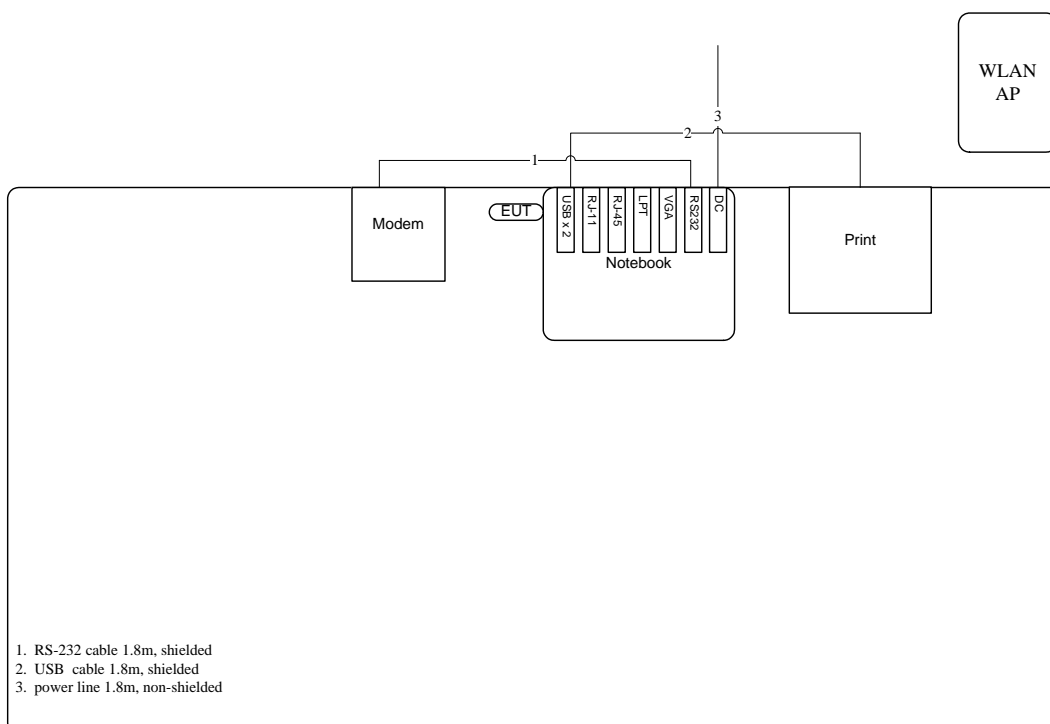 WLAN
AP
3
2
1
EUT
Modem
USB x 2
RJ-11
RJ-45
LPT
VGA
RS232
DC
Notebook
Print
1. RS-232 cable 1.8m, shielded
2. USB cable 1.8m, shielded
3. power line 1.8m, non-shielded